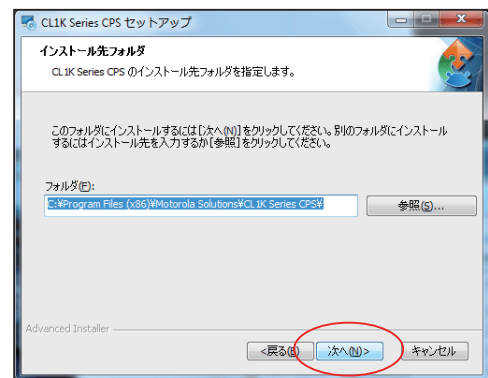 CL1K Series CPS セットアップ
インストール先フォルダ
CL1K Series CPS のインストール先フォルダを指定します。
このフォルダにインストールするには[次へ(N)]をクリックしてください。別のフォルダにインストール
するにはインストール先を入力するか[参照]をクリックしてください。
フォルダ(F):
C:¥Program Files (x86)¥Motorola Solutions¥CL1K Series CPS¥
参照(S)...
Advanced Installer
<戻る(B)
次へ(N)>
キャンセル